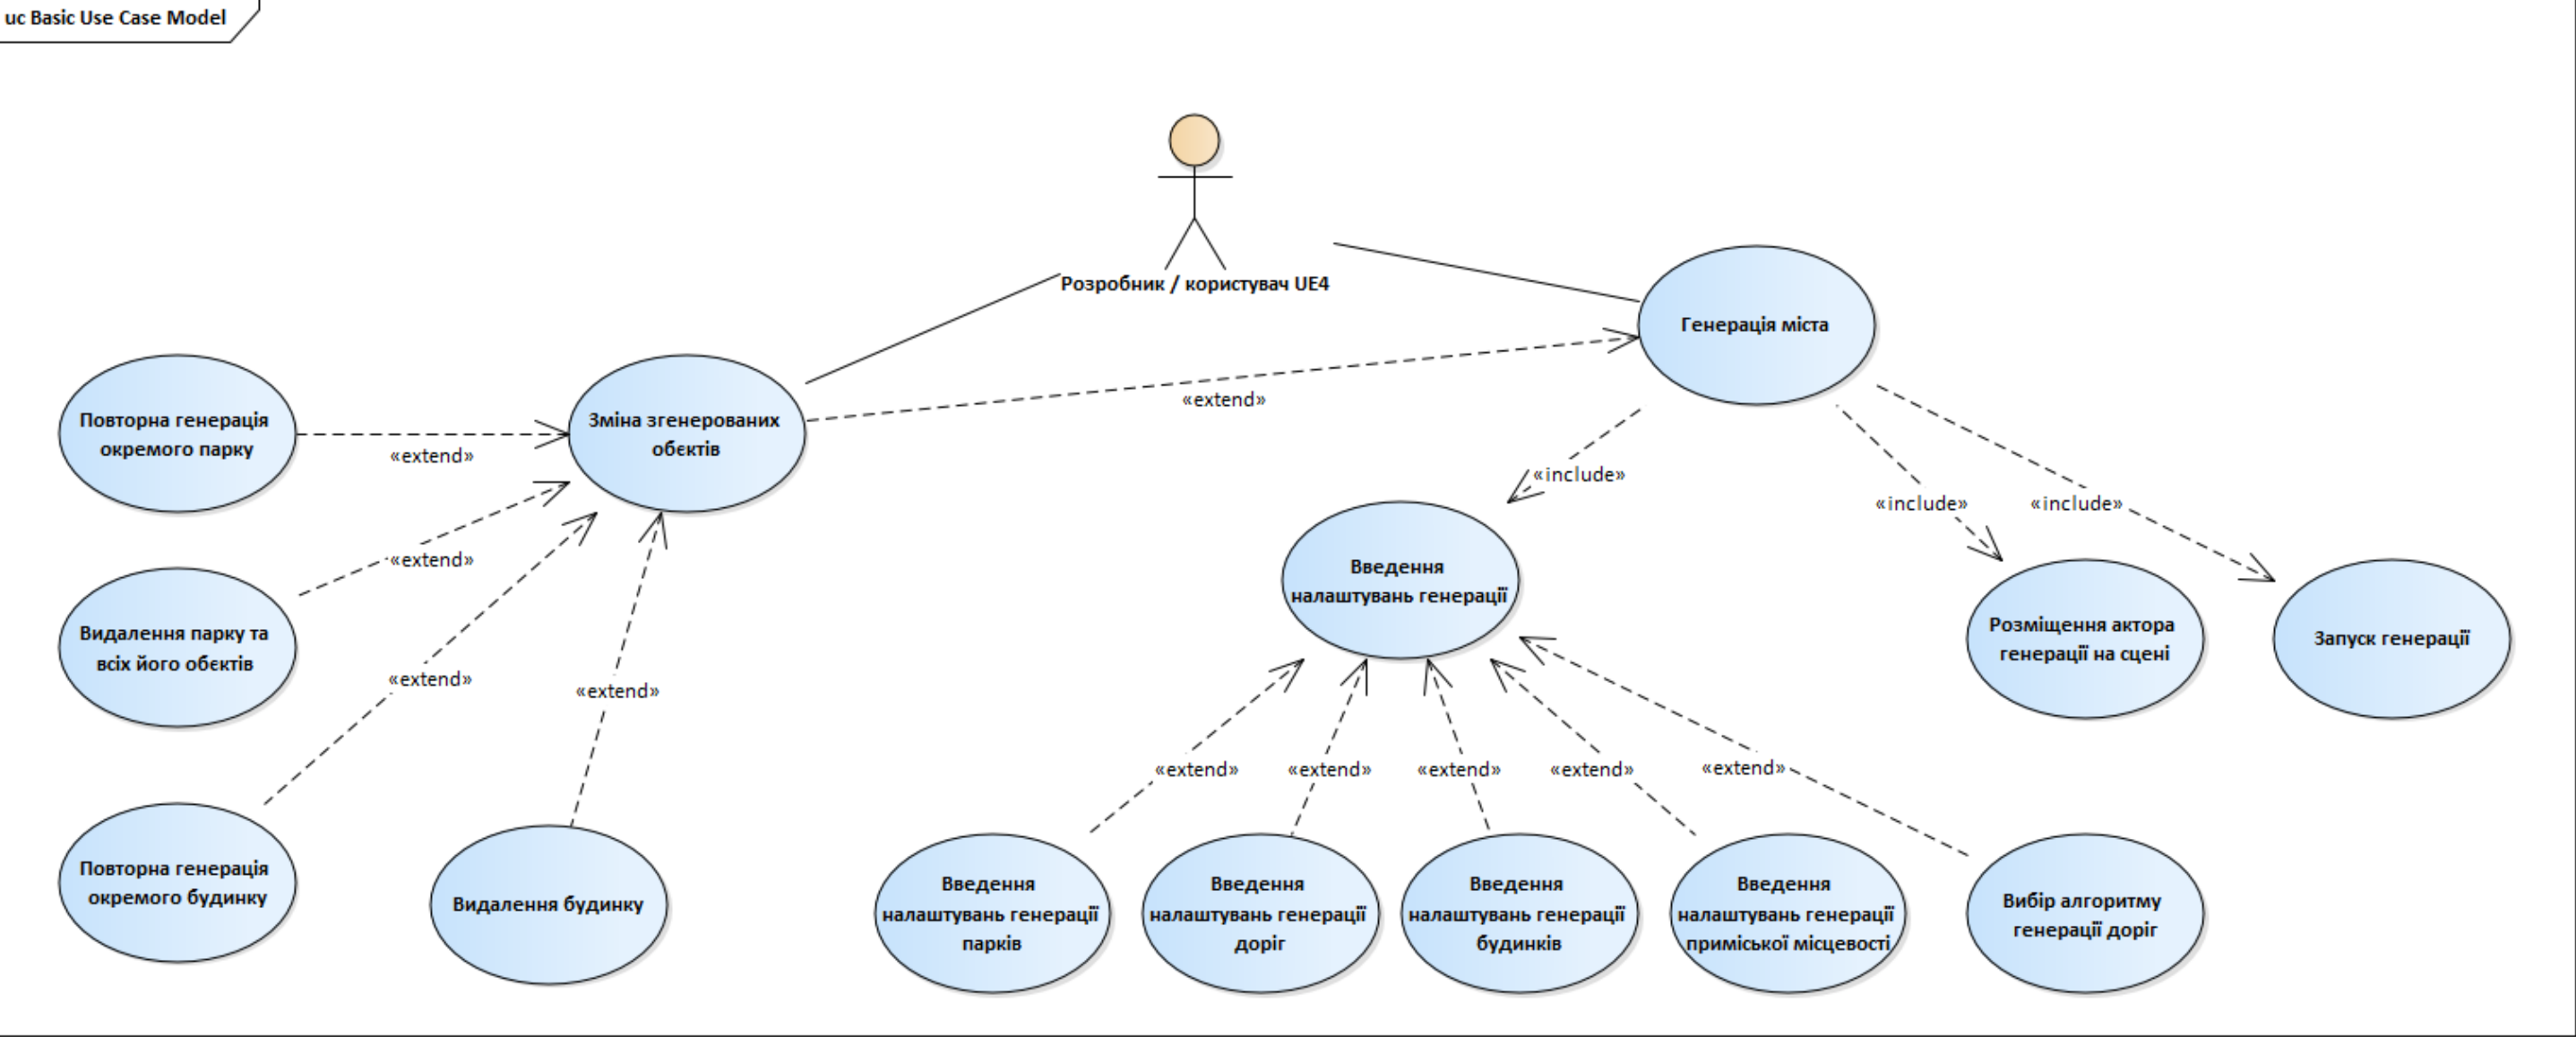 uc Basic Use Case Model
Розробник / користувач UE4
Генерація міста
«extend»
Повторна генерація
окремого парку
«extend»
Зміна згенерованих
обєктів
«include»
«include»
«include»
«extend»
Видалення парку та
всіх його обєктів
«extend»
«extend»
Введення
налаштувань генерації
Розміщення актора
генерації на сцені
Запуск генерації
«extend»
«extend»
«extend»
«extend»
«extend»
Повторна генерація
окремого будинку
Видалення будинку
Введення
налаштувань генерації
парків
Введення
налаштувань генерації
доріг
Введення
налаштувань генерації
будинків
Введення
налаштувань генерації
приміської місцевості
Вибір алгоритму
генерації доріг